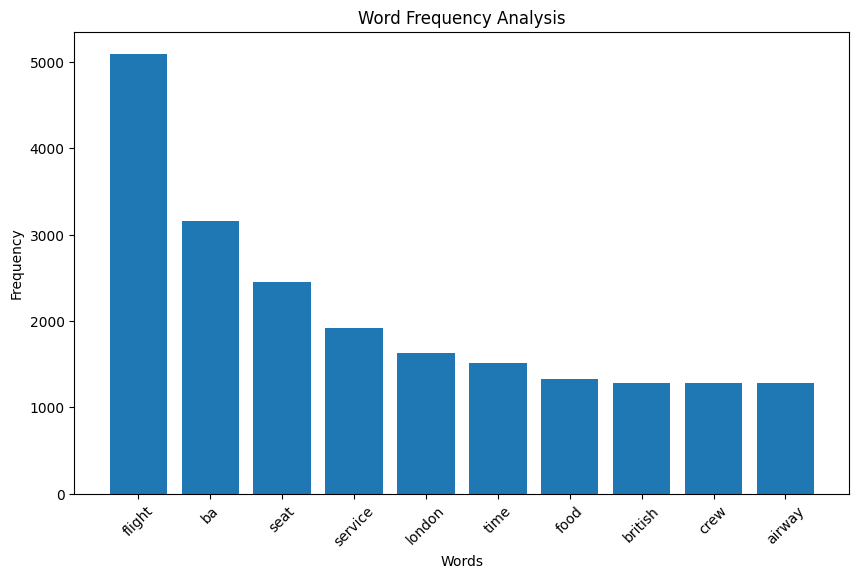 Word Frequency Analysis
Frequency
5000
4000
3000
2000
1000
0
flight
ba
seat
service
london
time
food
british
crew
airway
Words